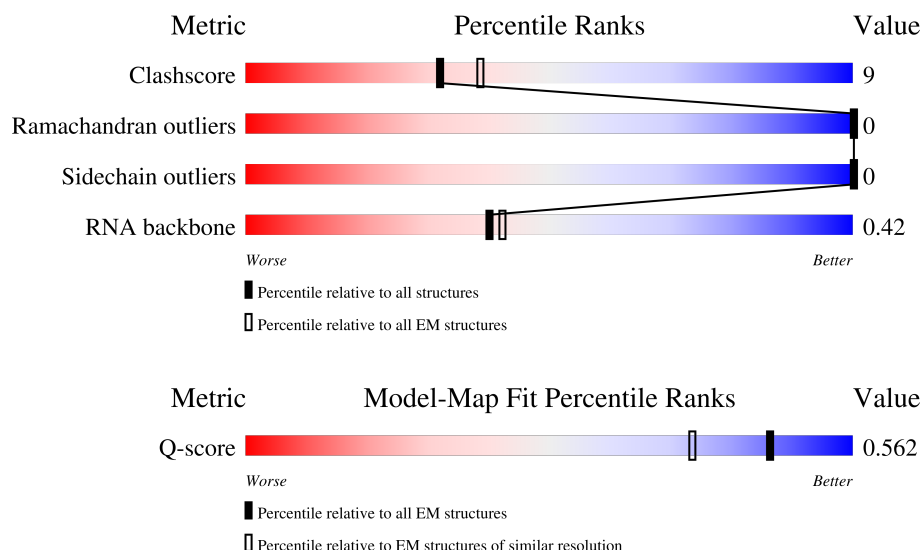 Metric Percentile Ranks Value
Clashscore 9
Ramachandran outliers 0
Sidechain outliers 0
RNA backbone 0.42
Worse Better
Percentile relative to all structures
Percentile relative to all EM structures
Metric Model-Map Fit Percentile Ranks Value
Q-score 0.562
Worse Better
Percentile relative to all EM structures
Percentile relative to EM structures of similar resolution